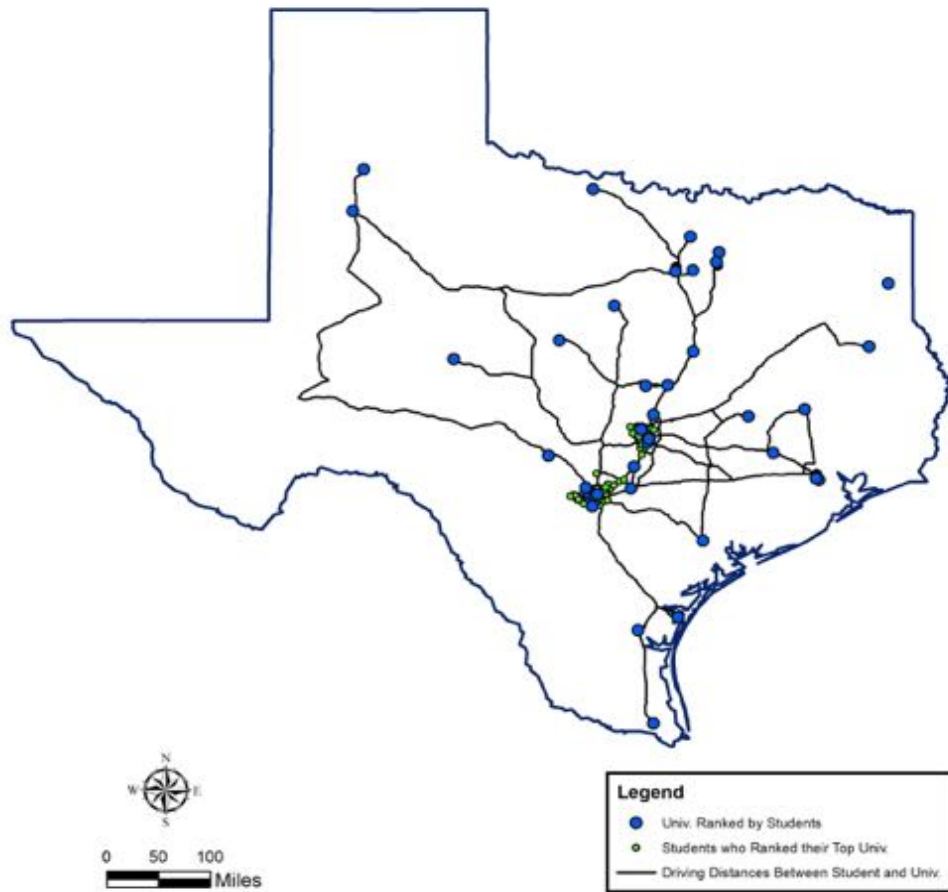 N
W E
S
0 50 100
Miles
Legend
Univ. Ranked by Students
Students who Ranked their Top Univ.
Driving Distances Between Student and Univ.